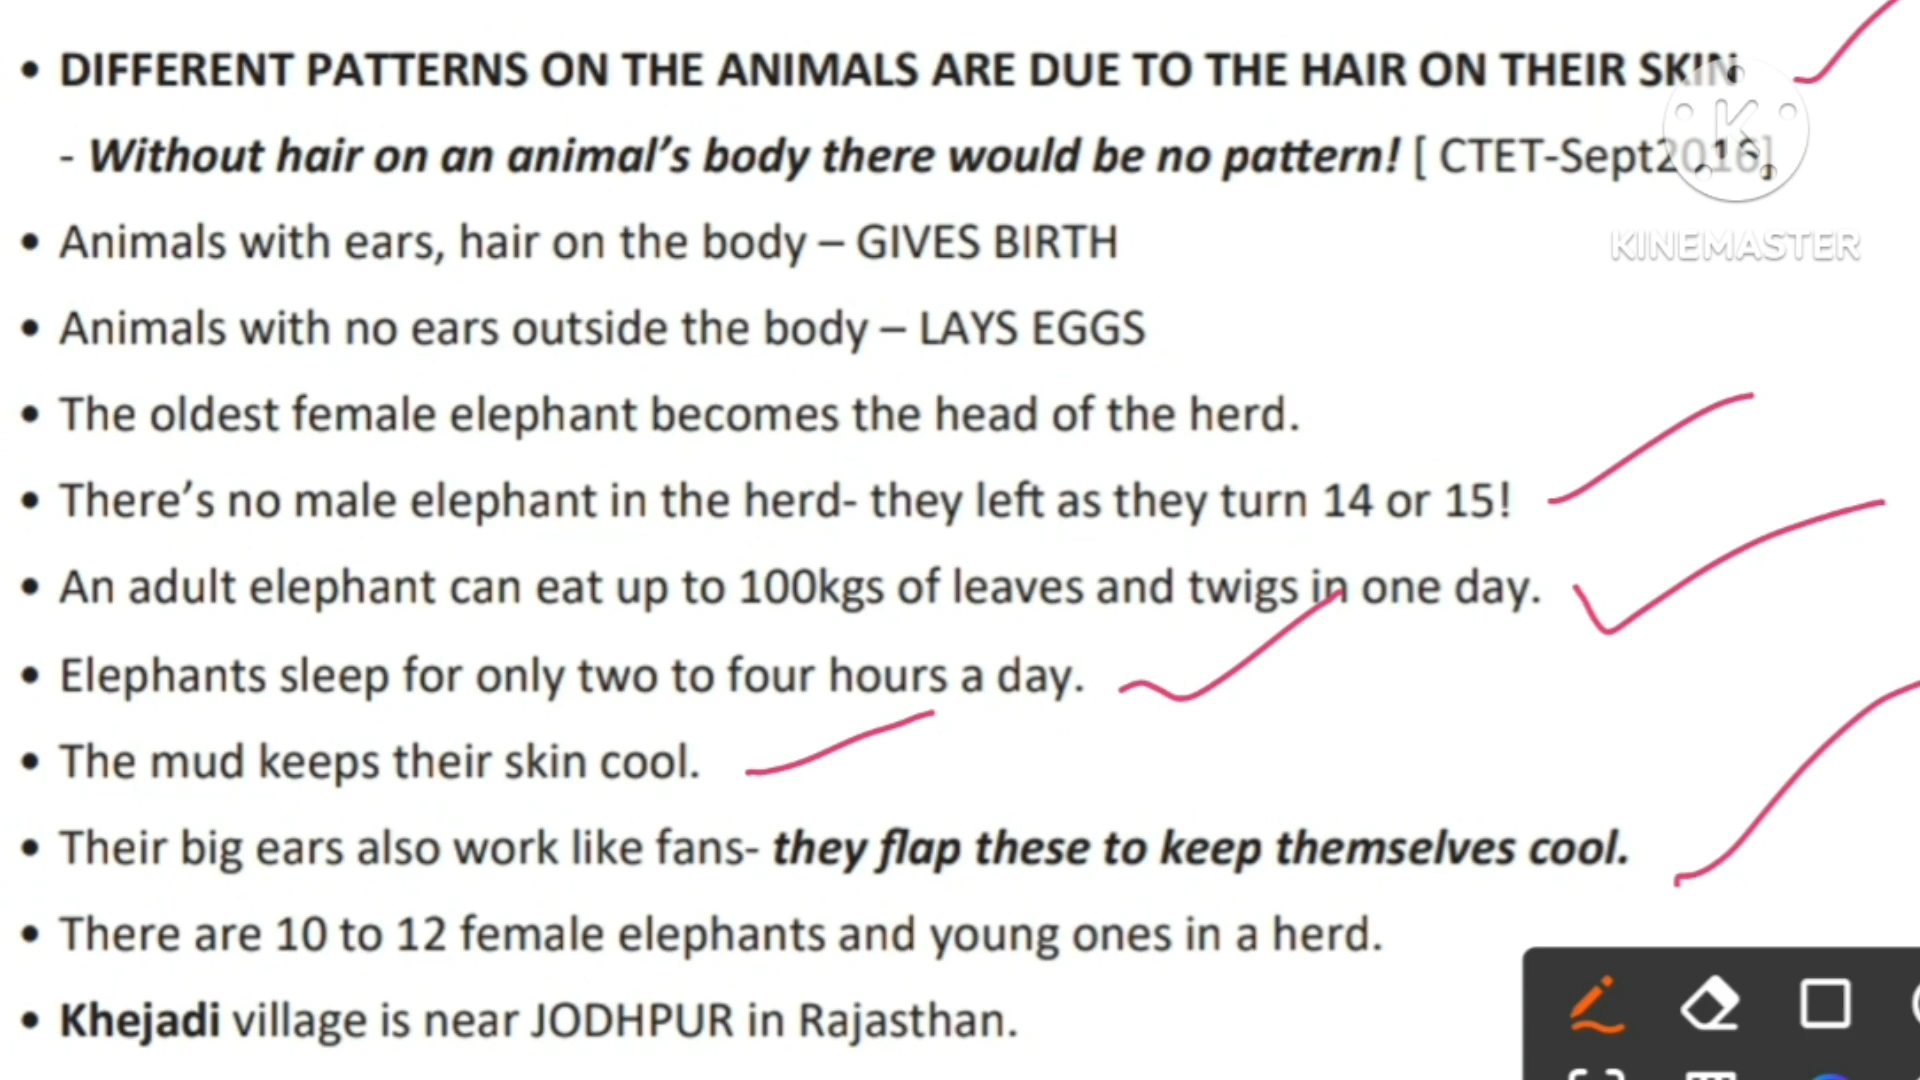 • DIFFERENT PATTERNS ON THE ANIMALS ARE DUE TO THE HAIR ON THEIR SKIN
- Without hair on an animal's body there would be no pattern! [ CTET-Sept2016]
KINEMASTER
• Animals with ears, hair on the body – GIVES BIRTH
• Animals with no ears outside the body – LAYS EGGS
• The oldest female elephant becomes the head of the herd.
• There's no male elephant in the herd- they left as they turn 14 or 15!
• An adult elephant can eat up to 100kgs of leaves and twigs in one day.
• Elephants sleep for only two to four hours a day.
• The mud keeps their skin cool.
• Their big ears also work like fans- they flap these to keep themselves cool.
• There are 10 to 12 female elephants and young ones in a herd.
• Khejadi village is near JODHPUR in Rajasthan.